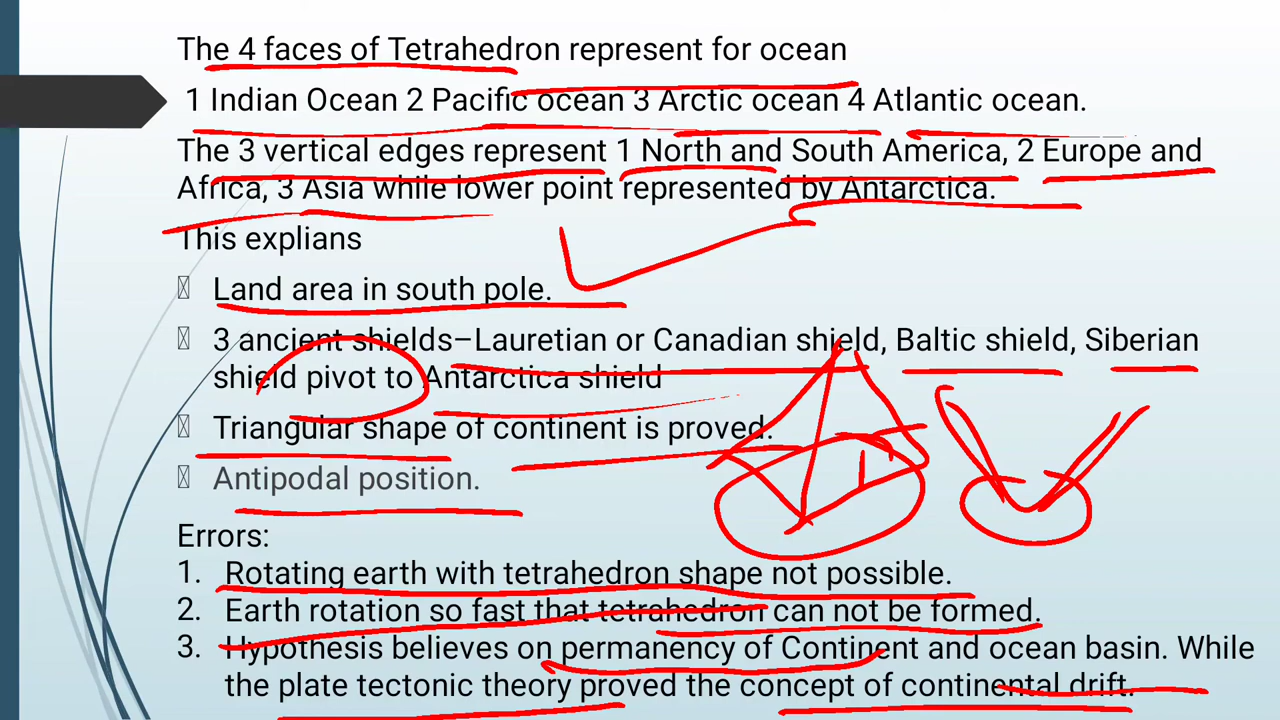 The 4 faces of Tetrahedron represent for ocean
1 Indian Ocean 2 Pacific ocean 3 Arctic ocean 4 Atlantic ocean.
The 3 vertical edges represent 1 North and South America, 2 Europe and
Africa, 3 Asia while lower point represented by Antarctica.
This explians
Land area in south pole.
3 ancient shields–Lauretian or Canadian shield, Baltic shield, Siberian
shield pivot to Antarctica shield
Triangular shape of continent is proved.
Antipodal position.
Errors:
1. Rotating earth with tetrahedron shape not possible.
2. Earth rotation so fast that tetrahedron can not be formed.
3. Hypothesis believes on permanency of Continent and ocean basin. While
the plate tectonic theory proved the concept of continental drift.